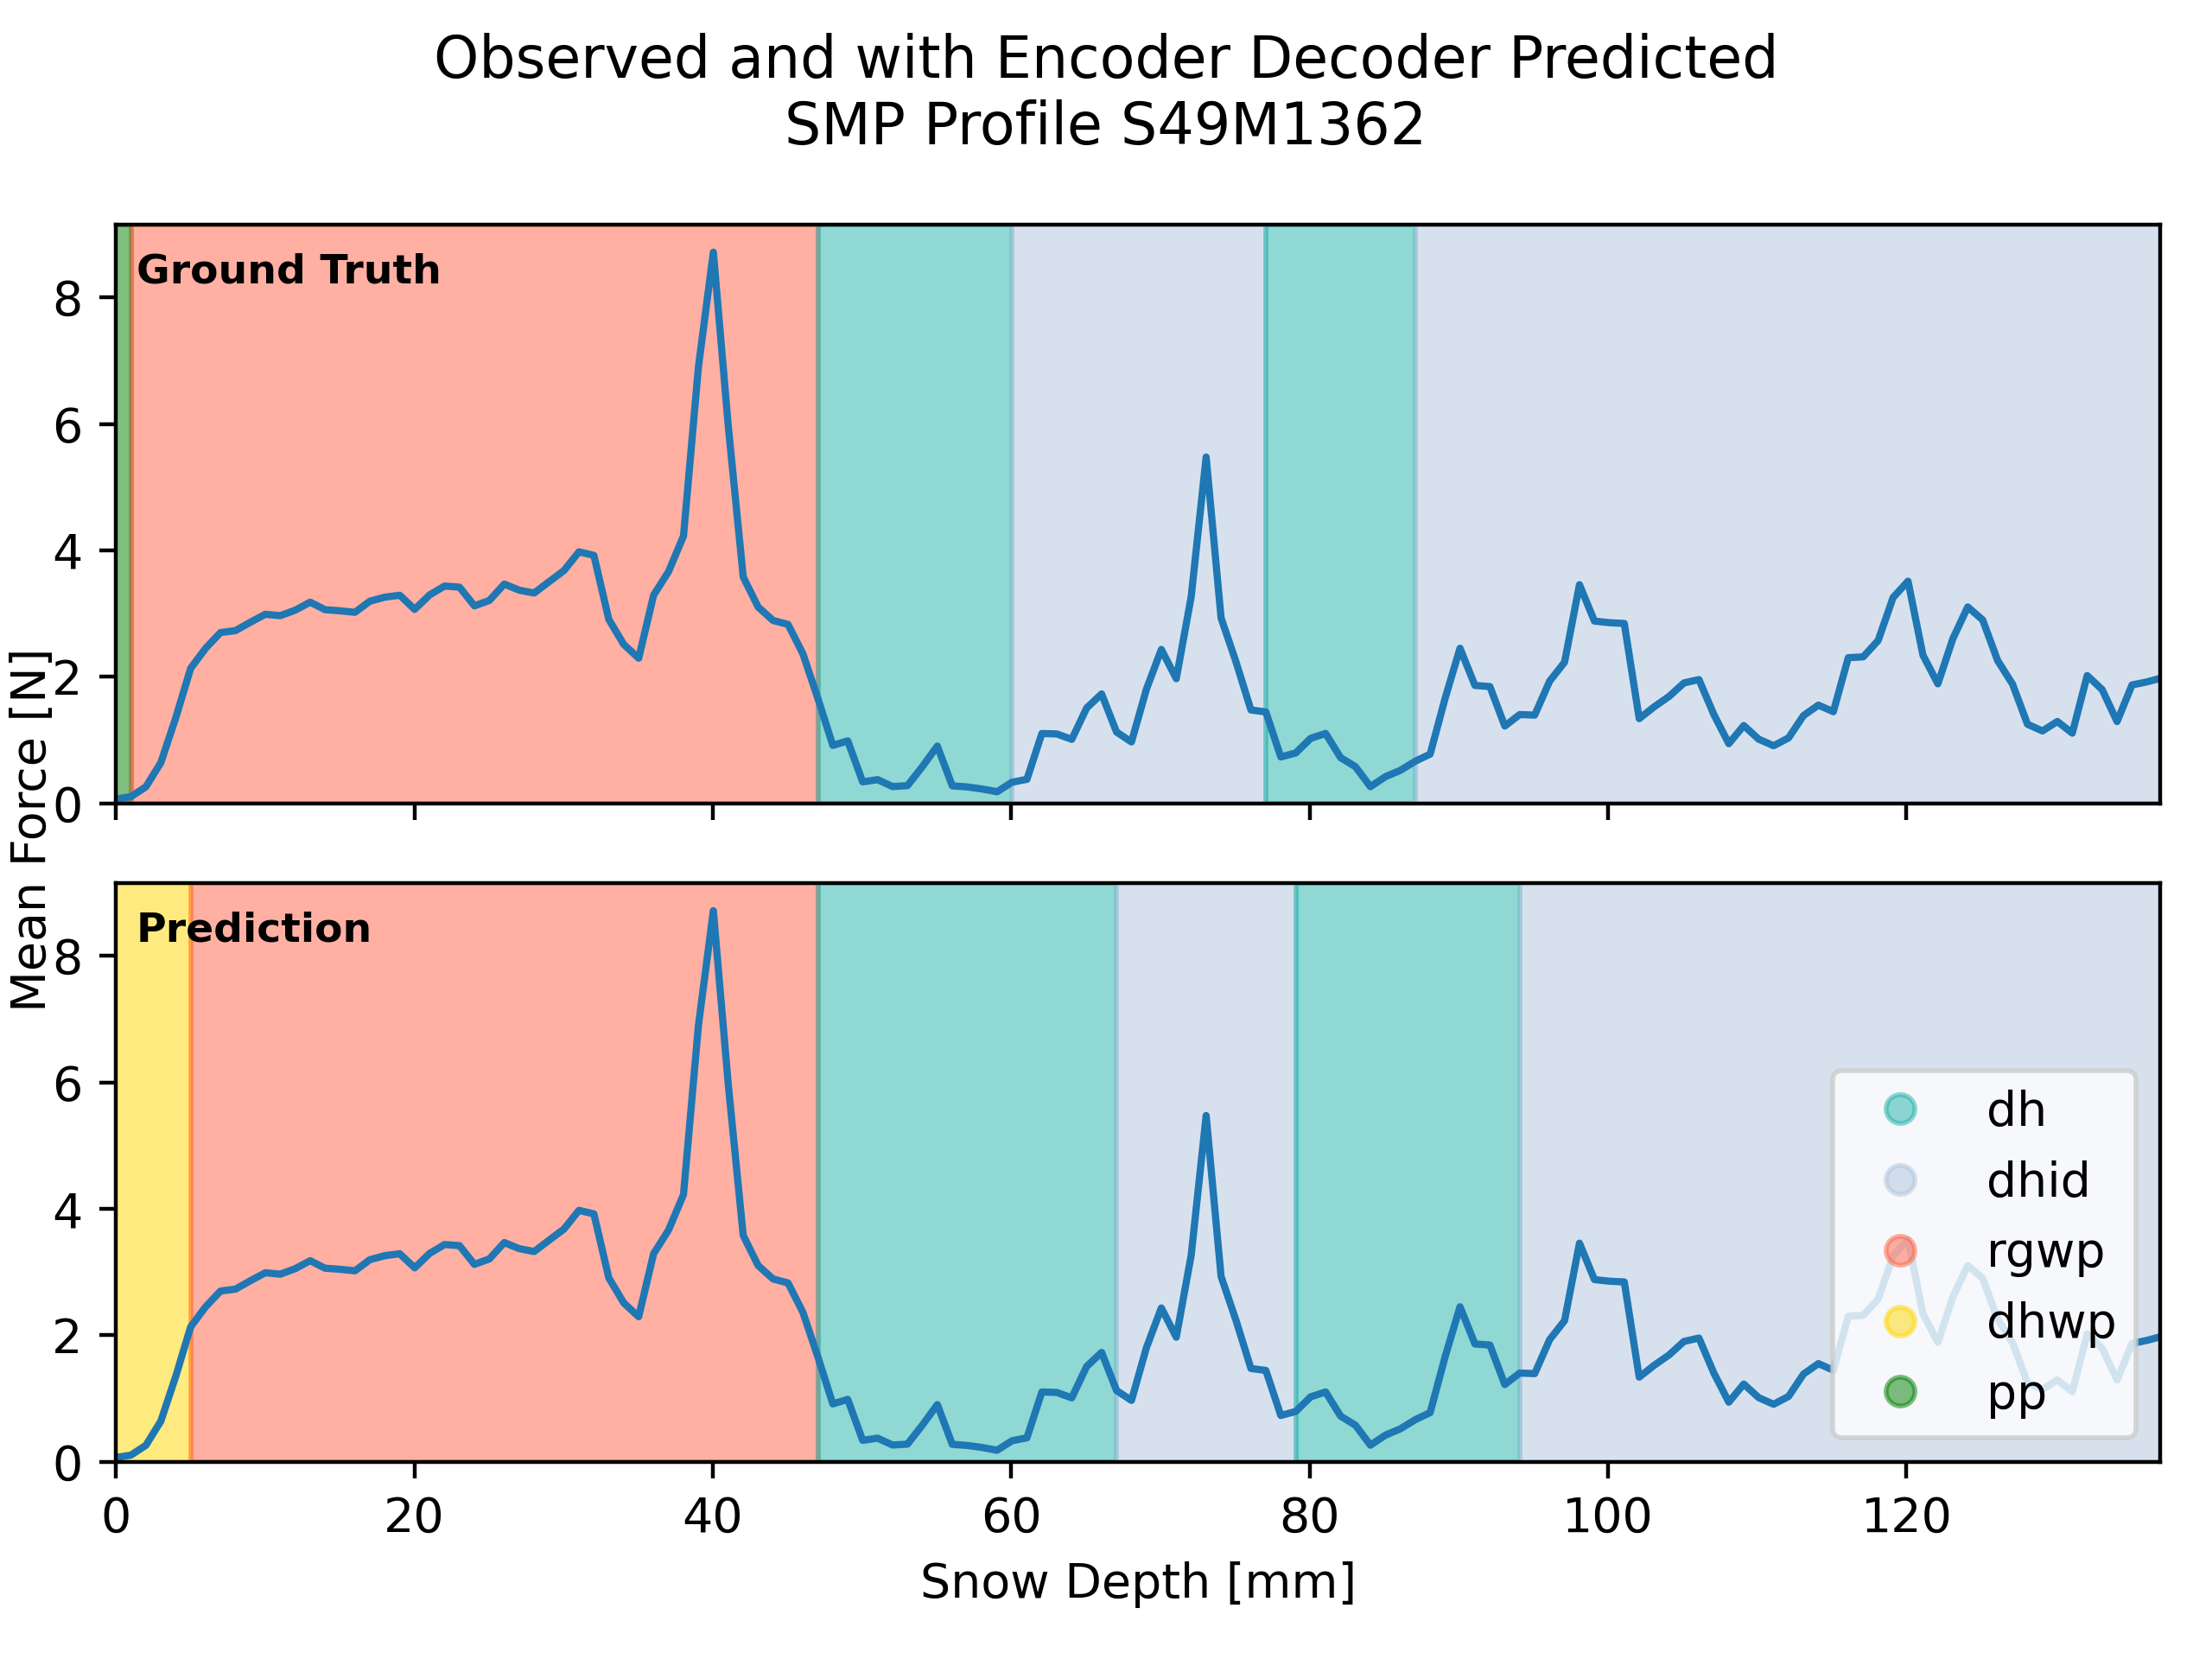 Observed and with Encoder Decoder Predicted
SMP Profile S49M1362
Mean Force [N]
Ground Truth
8
6
4
2
0
Prediction
8
6
4
2
0
dh
dhid
rgwp
dhwp
pp
0 20 40 60 80 100 120
Snow Depth [mm]